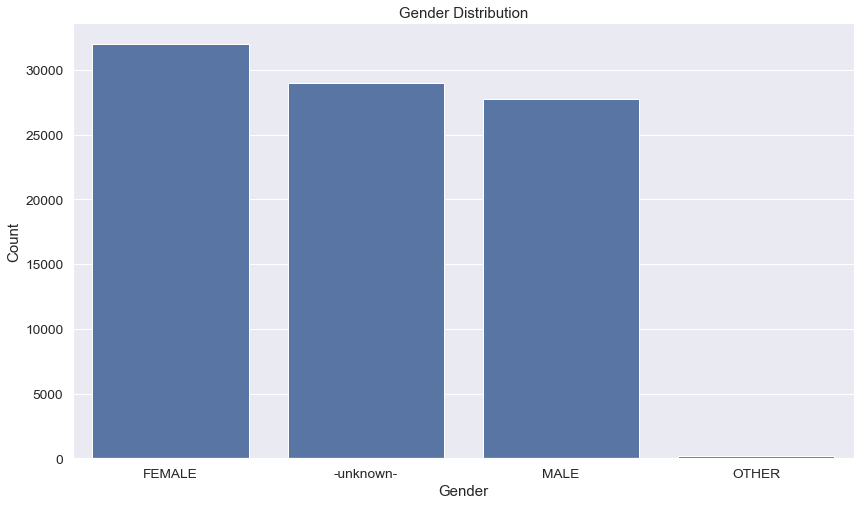 Gender Distribution
30000
25000
20000
15000
10000
5000
0
Count
FEMALE
-unknown-
MALE
OTHER
Gender